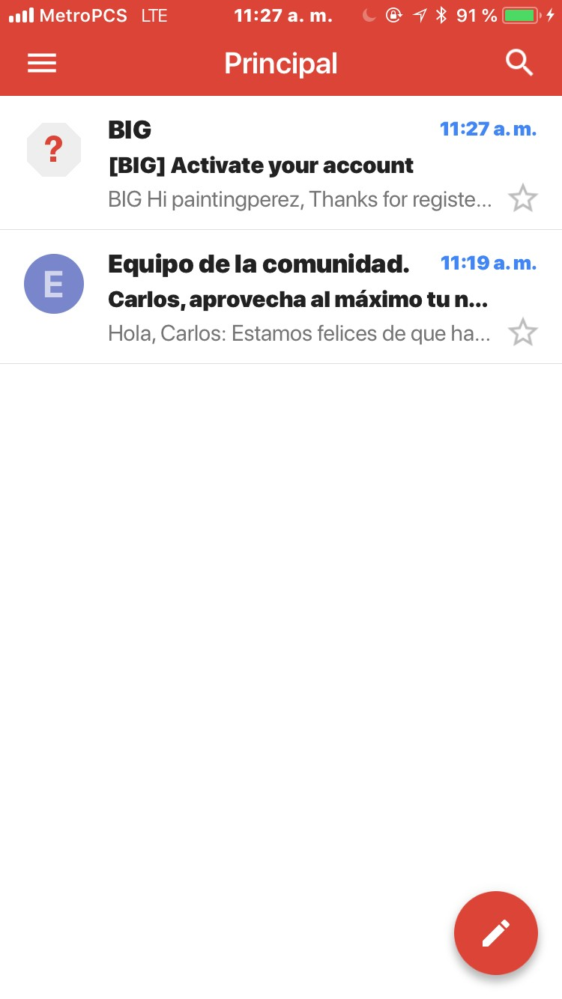 MetroPCS LTE 11:27 a. m. 91 %
Principal
?
BIG 11:27 a. m.
[BIG] Activate your account
BIG Hi paintingperez, Thanks for registe...
E
Equipo de la comunidad. 11:19 a. m.
Carlos, aprovecha al máximo tu n...
Hola, Carlos: Estamos felices de que ha...